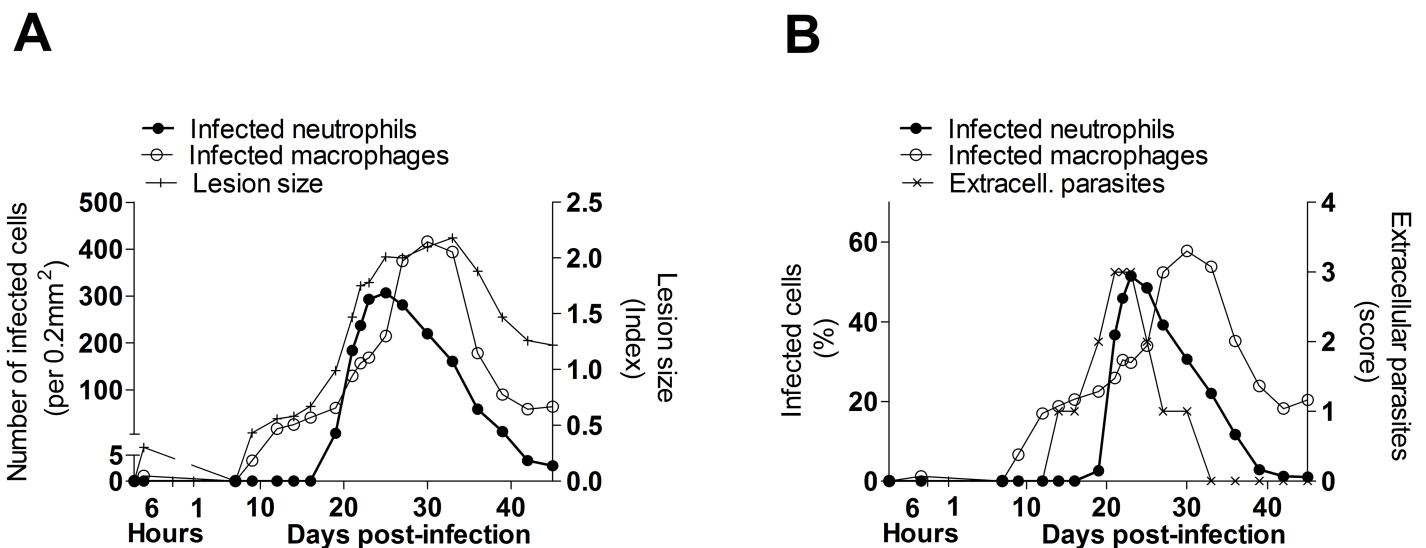 A
Infected neutrophils
Infected macrophages
Lesion size
Number of infected cells
(per 0.2mm2)
500
400
300
200
100
5
0
2.5
2.0
1.5
1.0
0.5
0.0
Lesion size
(Index)
6 1 10 20 30 40
Hours Days post-infection
B
Infected neutrophils
Infected macrophages
Extracell. parasites
Infected cells
(%)
60
40
20
0
4
3
2
1
0
Extracellular parasites
(score)
6 1 10 20 30 40
Hours Days post-infection